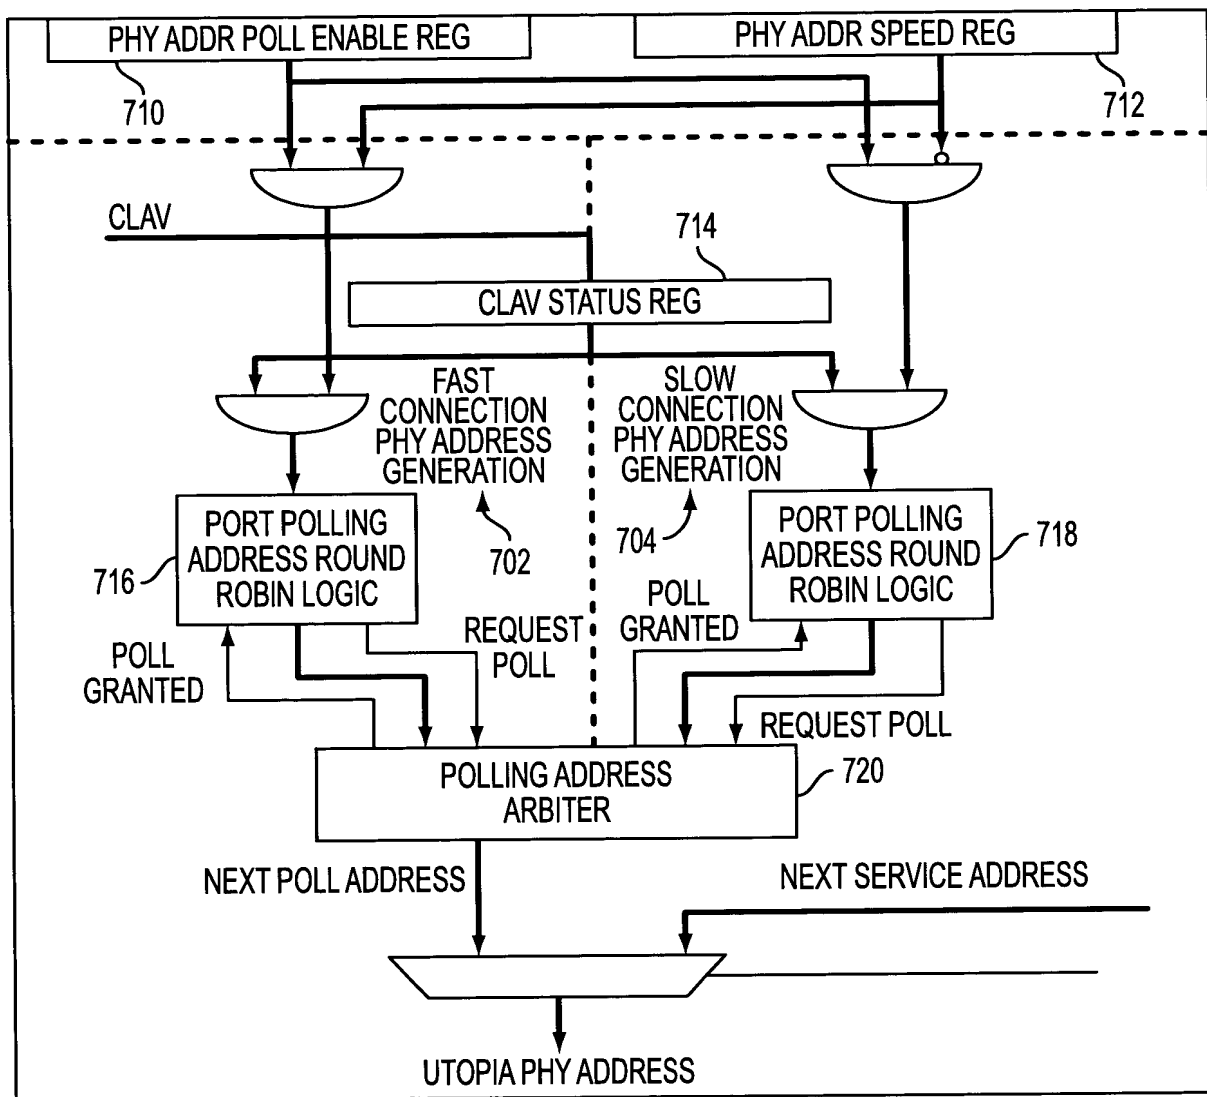 PHY ADDR POLL ENABLE REG
PHY ADDR SPEED REG
710
712
CLAV
714
CLAV STATUS REG
FAST
CONNECTION
PHY ADDRESS
GENERATION
702
SLOW
CONNECTION
PHY ADDRESS
GENERATION
704
PORT POLLING
ADDRESS ROUND
ROBIN LOGIC
716
PORT POLLING
ADDRESS ROUND
ROBIN LOGIC
718
POLL
GRANTED
REQUEST
POLL
POLL
GRANTED
REQUEST POLL
POLLING ADDRESS
ARBITER
720
NEXT POLL ADDRESS
NEXT SERVICE ADDRESS
UTOPIA PHY ADDRESS